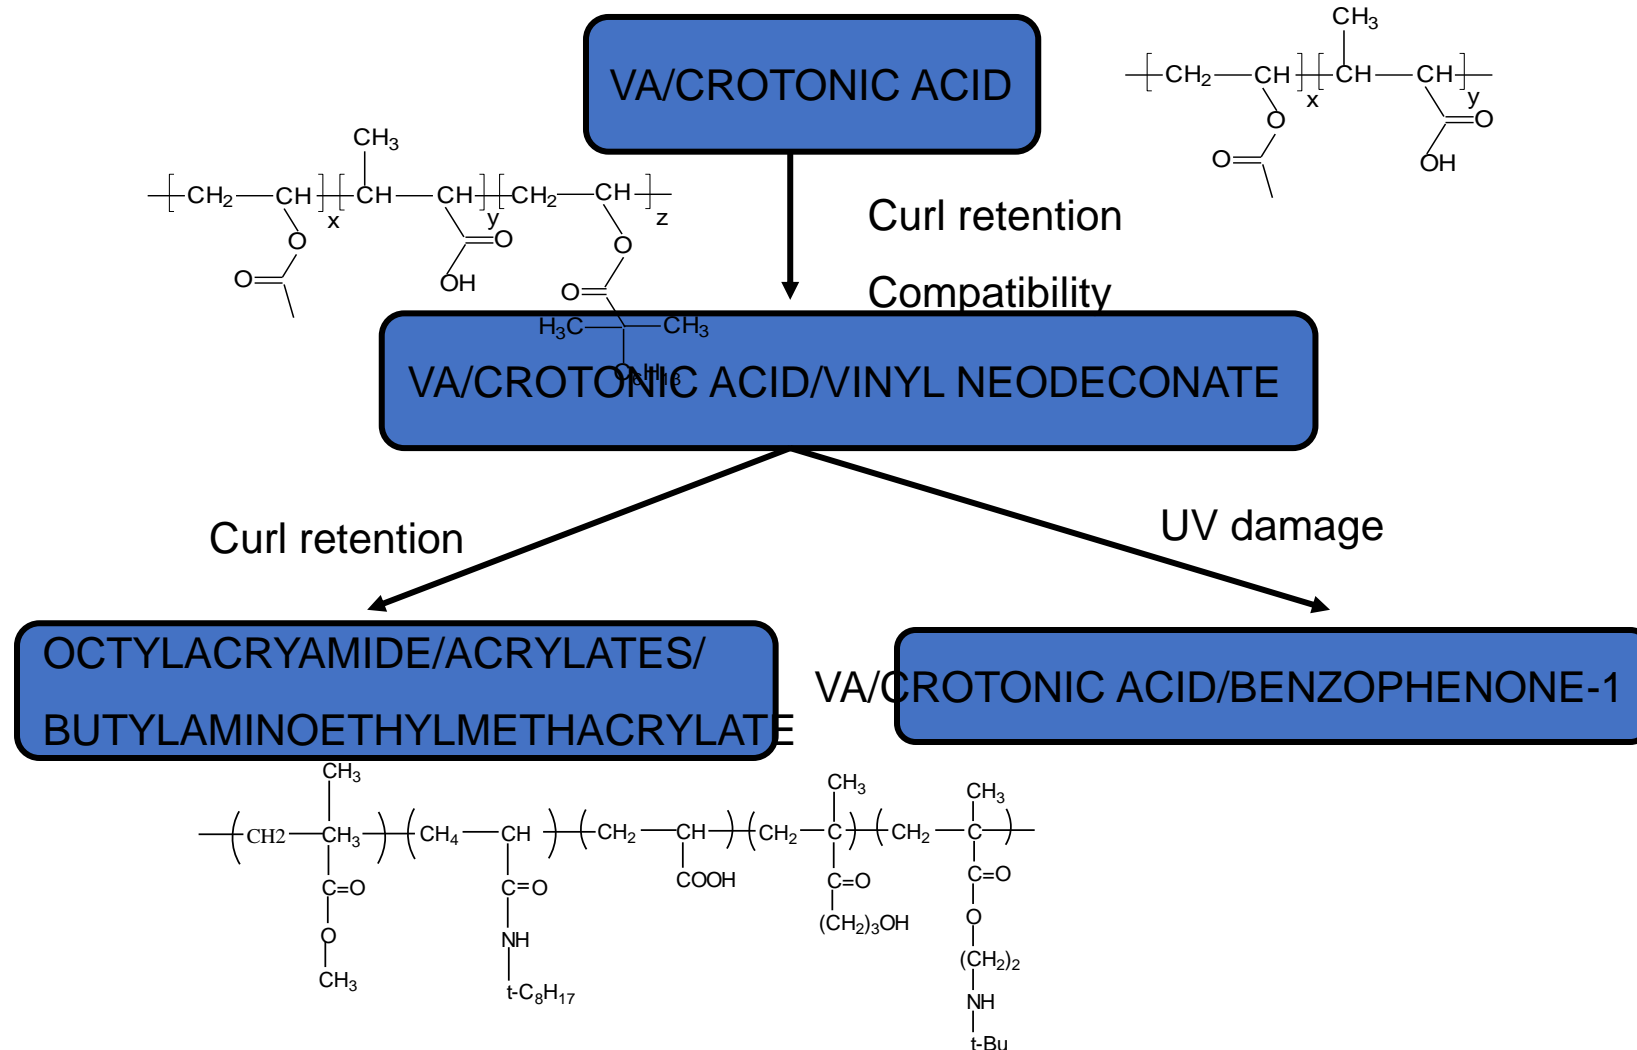 VA/CROTONIC ACID
CH3
CH2 CH x CH CH y
O
O
O
OH
CH3
CH2 CH x CH CH y CH2 CH z
O
O
O
OH
O
O
H3C CH3
C6H13
Curl retention
Compatibility
VA/CROTONIC ACID/VINYL NEODECONATE
Curl retention
UV damage
OCTYLACRYAMIDE/ACRYLATES/
BUTYLAMINOETHYLMETHACRYLATE
VA/CROTONIC ACID/BENZOPHENONE-1
CH3 CH3 CH3
CH2 CH3 CH4 CH CH2 CH CH2 C CH2 C
C=O C=O COOH C=O C=O
O NH (CH2)3OH O
CH3 t-C8H17 (CH2)2
NH
t-Bu